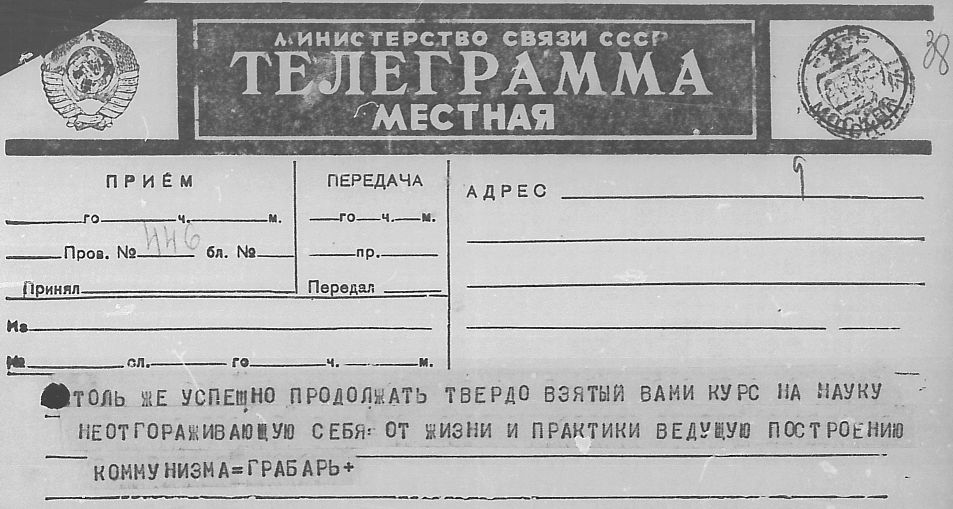 МИНИСТЕРСТВО СВЯЗИ СССР
ТЕЛЕГРАММА
МЕСТНАЯ
МОСКВА
38
ПРИЁМ
го ч. м.
Пров. № 446 бл. №
Принял
ПЕРЕДАЧА
го ч. м.
пр.
Передал
АДРЕС
Из
№ сл. го ч. м.
ТОЛЬ ЖЕ УСПЕШНО ПРОДОЛЖАТЬ ТВЕРДО ВЗЯТЫЙ ВАМИ КУРС НА НАУКУ
НЕОТГОРАЖИВАЮЩУЮ СЕБЯ ОТ ЖИЗНИ И ПРАКТИКИ ВЕДУЩУЮ ПОСТРОЕНИЮ
КОММУНИЗМА=ГРАБАРЬ+